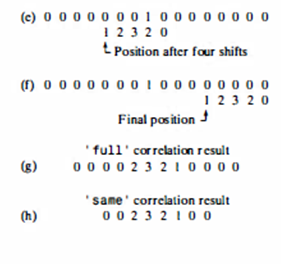 (e) 0 0 0 0 0 0 0 1 0 0 0 0 0 0 0 0
1 2 3 2 0
Position after four shifts
(f) 0 0 0 0 0 0 0 1 0 0 0 0 0 0 0 0
1 2 3 2 0
Final position
'full' correlation result
(g) 0 0 0 0 2 3 2 1 0 0 0 0
'same' correlation result
(h) 0 0 2 3 2 1 0 0